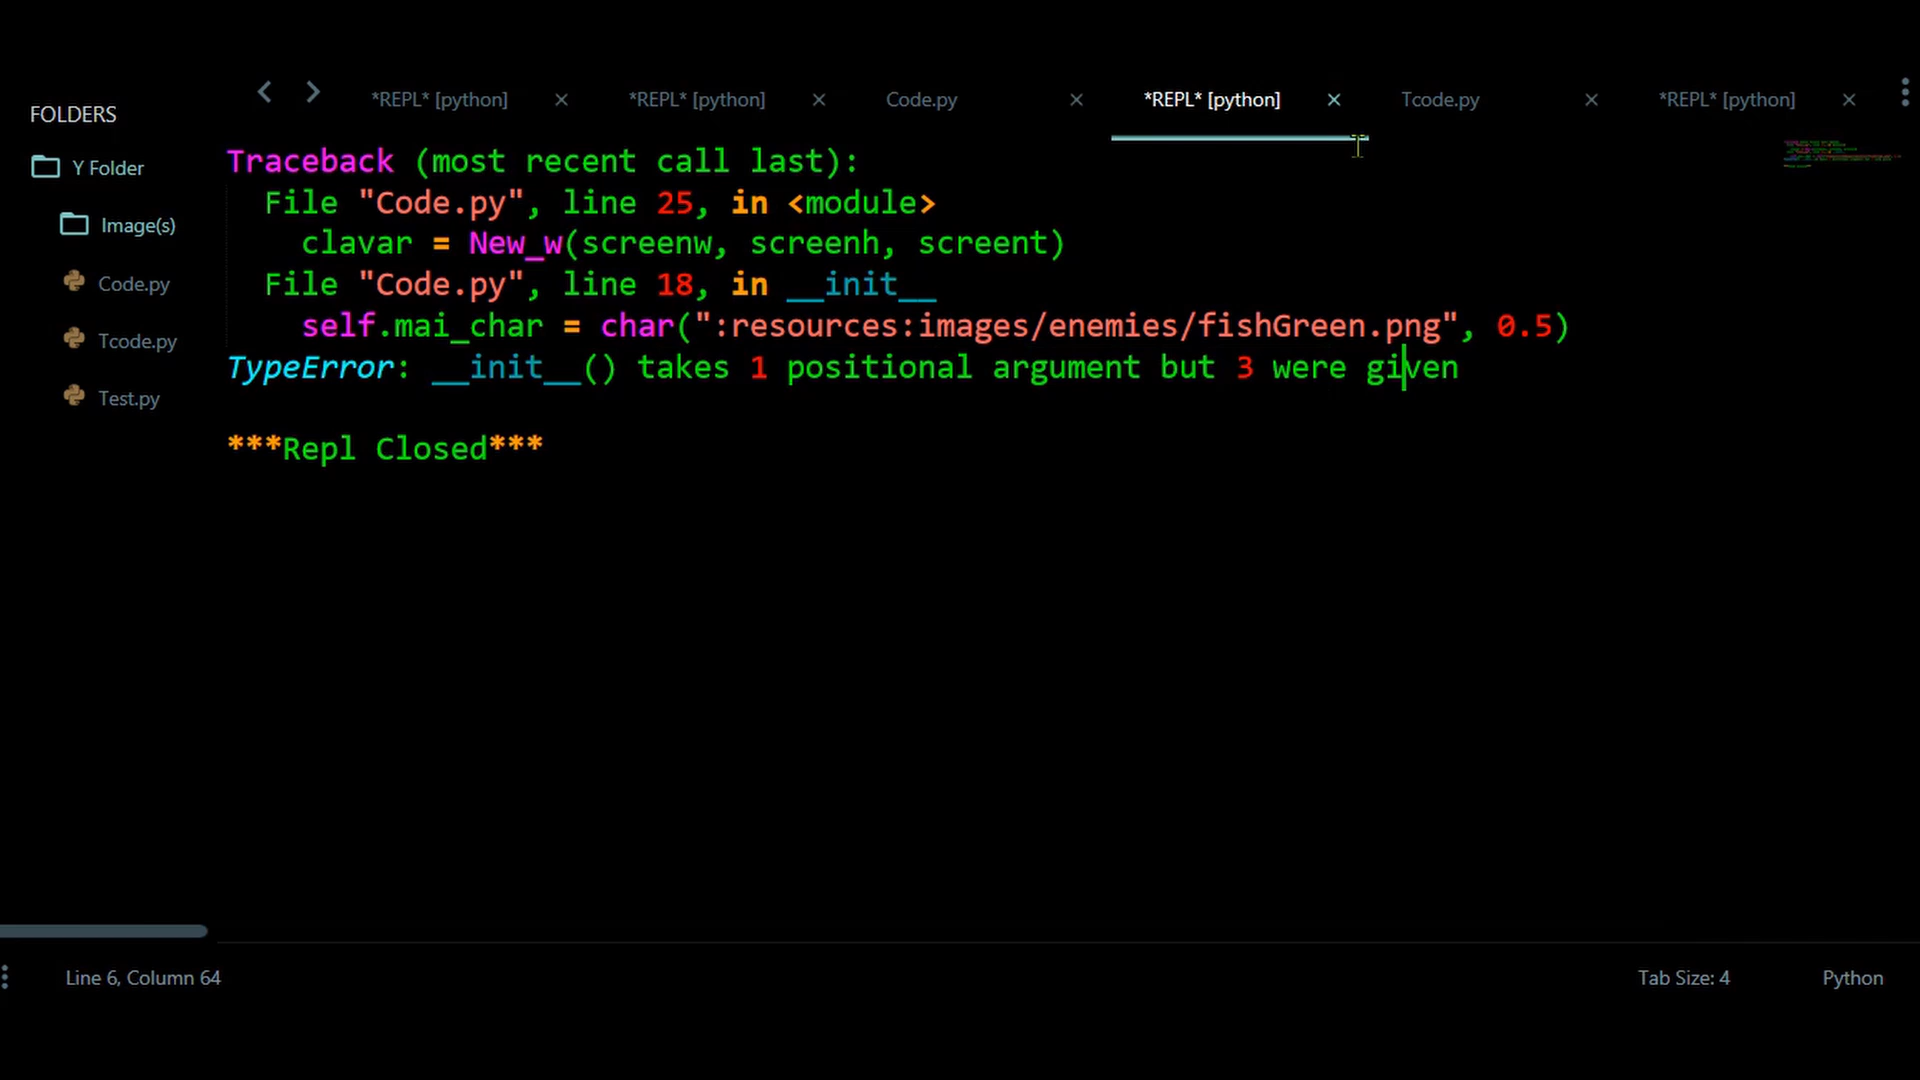 *REPL* [python] × *REPL* [python] × Code.py × *REPL* [python] × Tcode.py × *REPL* [python] ×
FOLDERS
Y Folder
Image(s)
Code.py
Tcode.py
Test.py
Traceback (most recent call last):
File "Code.py", line 25, in <module>
clavar = New_w(screenw, screenh, screent)
File "Code.py", line 18, in __init__
self.mai_char = char(":resources:images/enemies/fishGreen.png", 0.5)
TypeError: __init__() takes 1 positional argument but 3 were given
***Repl Closed***
Line 6, Column 64
Tab Size: 4
Python